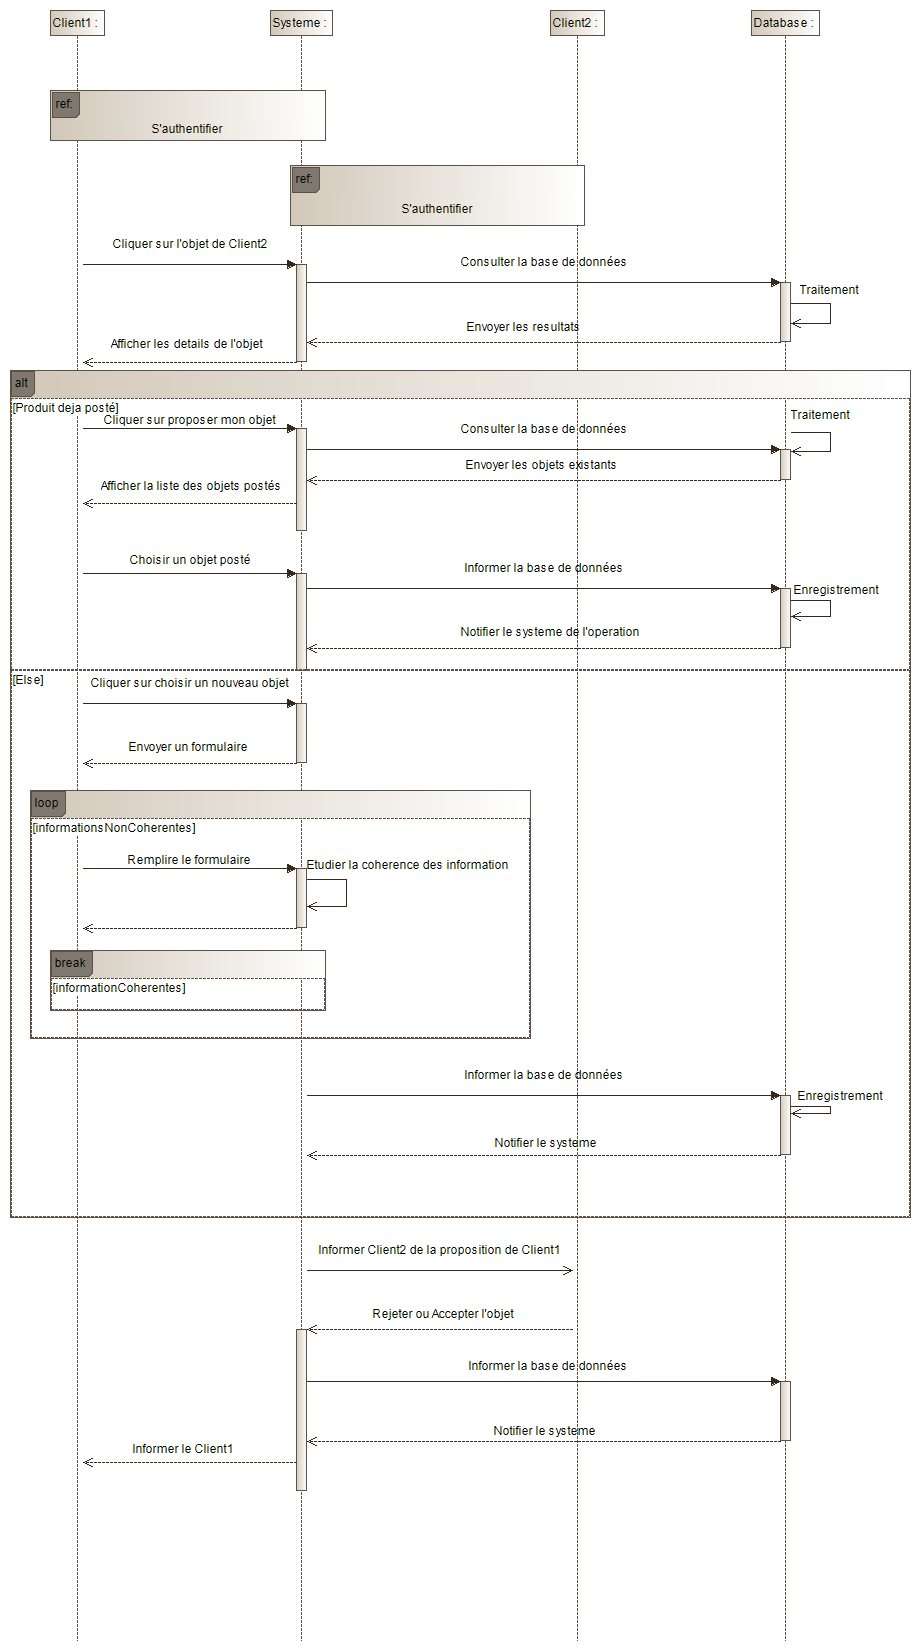 Client1 :
Systeme :
Client2 :
Database :
ref:
S'authentifier
ref:
S'authentifier
Cliquer sur l'objet de Client2
Consulter la base de données
Traitement
Envoyer les resultats
Afficher les details de l'objet
alt
[Produit deja posté]
Cliquer sur proposer mon objet
Traitement
Consulter la base de données
Envoyer les objets existants
Afficher la liste des objets postés
Choisir un objet posté
Informer la base de données
Enregistrement
Notifier le systeme de l'operation
[Else]
Cliquer sur choisir un nouveau objet
Envoyer un formulaire
loop
[informationsNonCoherentes]
Remplire le formulaire
Etudier la coherence des information
break
[informationCoherentes]
Informer la base de données
Enregistrement
Notifier le systeme
Informer Client2 de la proposition de Client1
Rejeter ou Accepter l'objet
Informer la base de données
Notifier le systeme
Informer le Client1